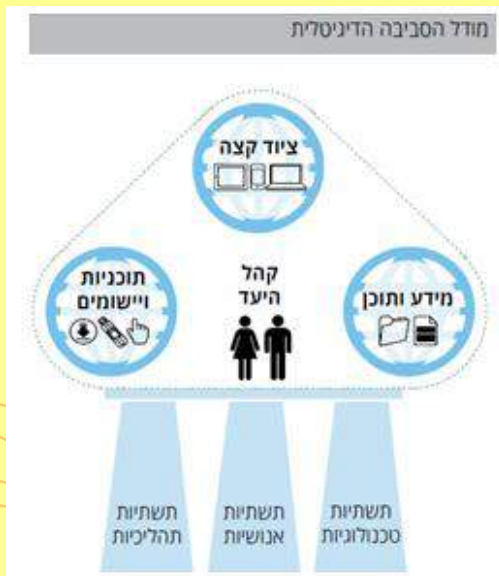 מודל הסביבה הדיגיטלית
ציוד קצה
מידע ותוכן
קהל
היעד
תוכניות
ויישומים
תשתיות
טכנולוגיות
תשתיות
אנושיות
תשתיות
תהליכיות